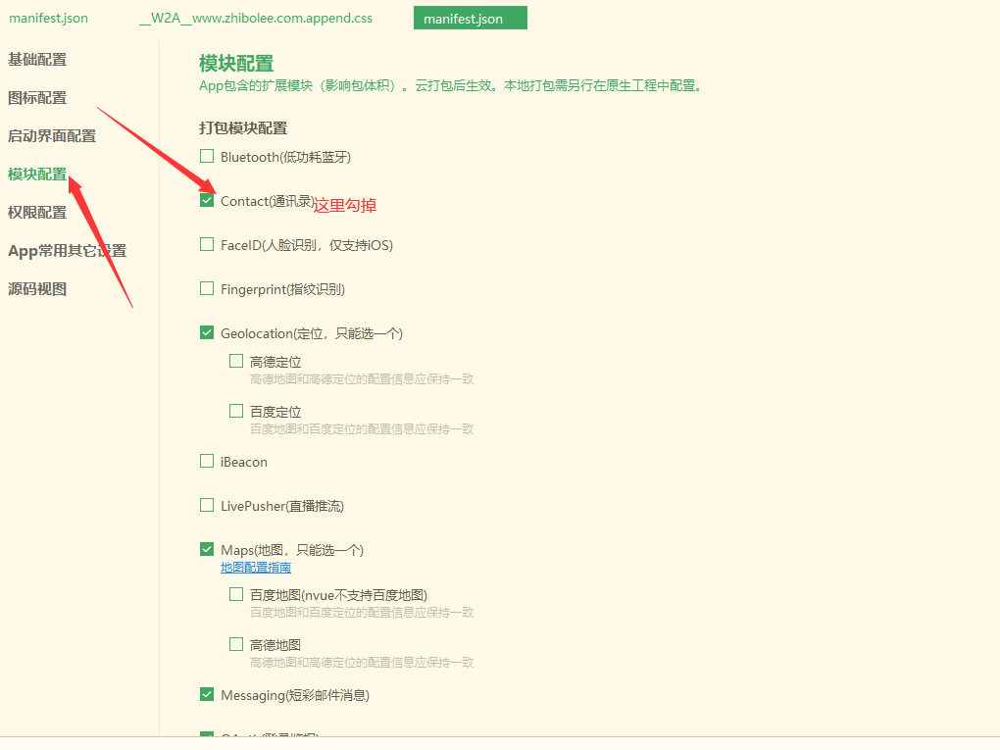 manifest.json
__W2A__www.zhibolee.com.append.css
manifest.json
基础配置
图标配置
启动界面配置
模块配置
权限配置
App常用其它设置
源码视图
模块配置
App包含的扩展模块（影响包体积）。云打包后生效。本地打包需另行在原生工程中配置。
打包模块配置
Bluetooth(低功耗蓝牙)
Contact(通讯录)
这里勾掉
FaceID(人脸识别，仅支持iOS)
Fingerprint(指纹识别)
Geolocation(定位，只能选一个)
高德定位
高德地图和高德定位的配置信息应保持一致
百度定位
百度地图和百度定位的配置信息应保持一致
iBeacon
LivePusher(直播推流)
Maps(地图，只能选一个)
地图配置指南
百度地图(nvue不支持百度地图)
百度地图和百度定位的配置信息应保持一致
高德地图
高德地图和高德定位的配置信息应保持一致
Messaging(短彩邮件消息)